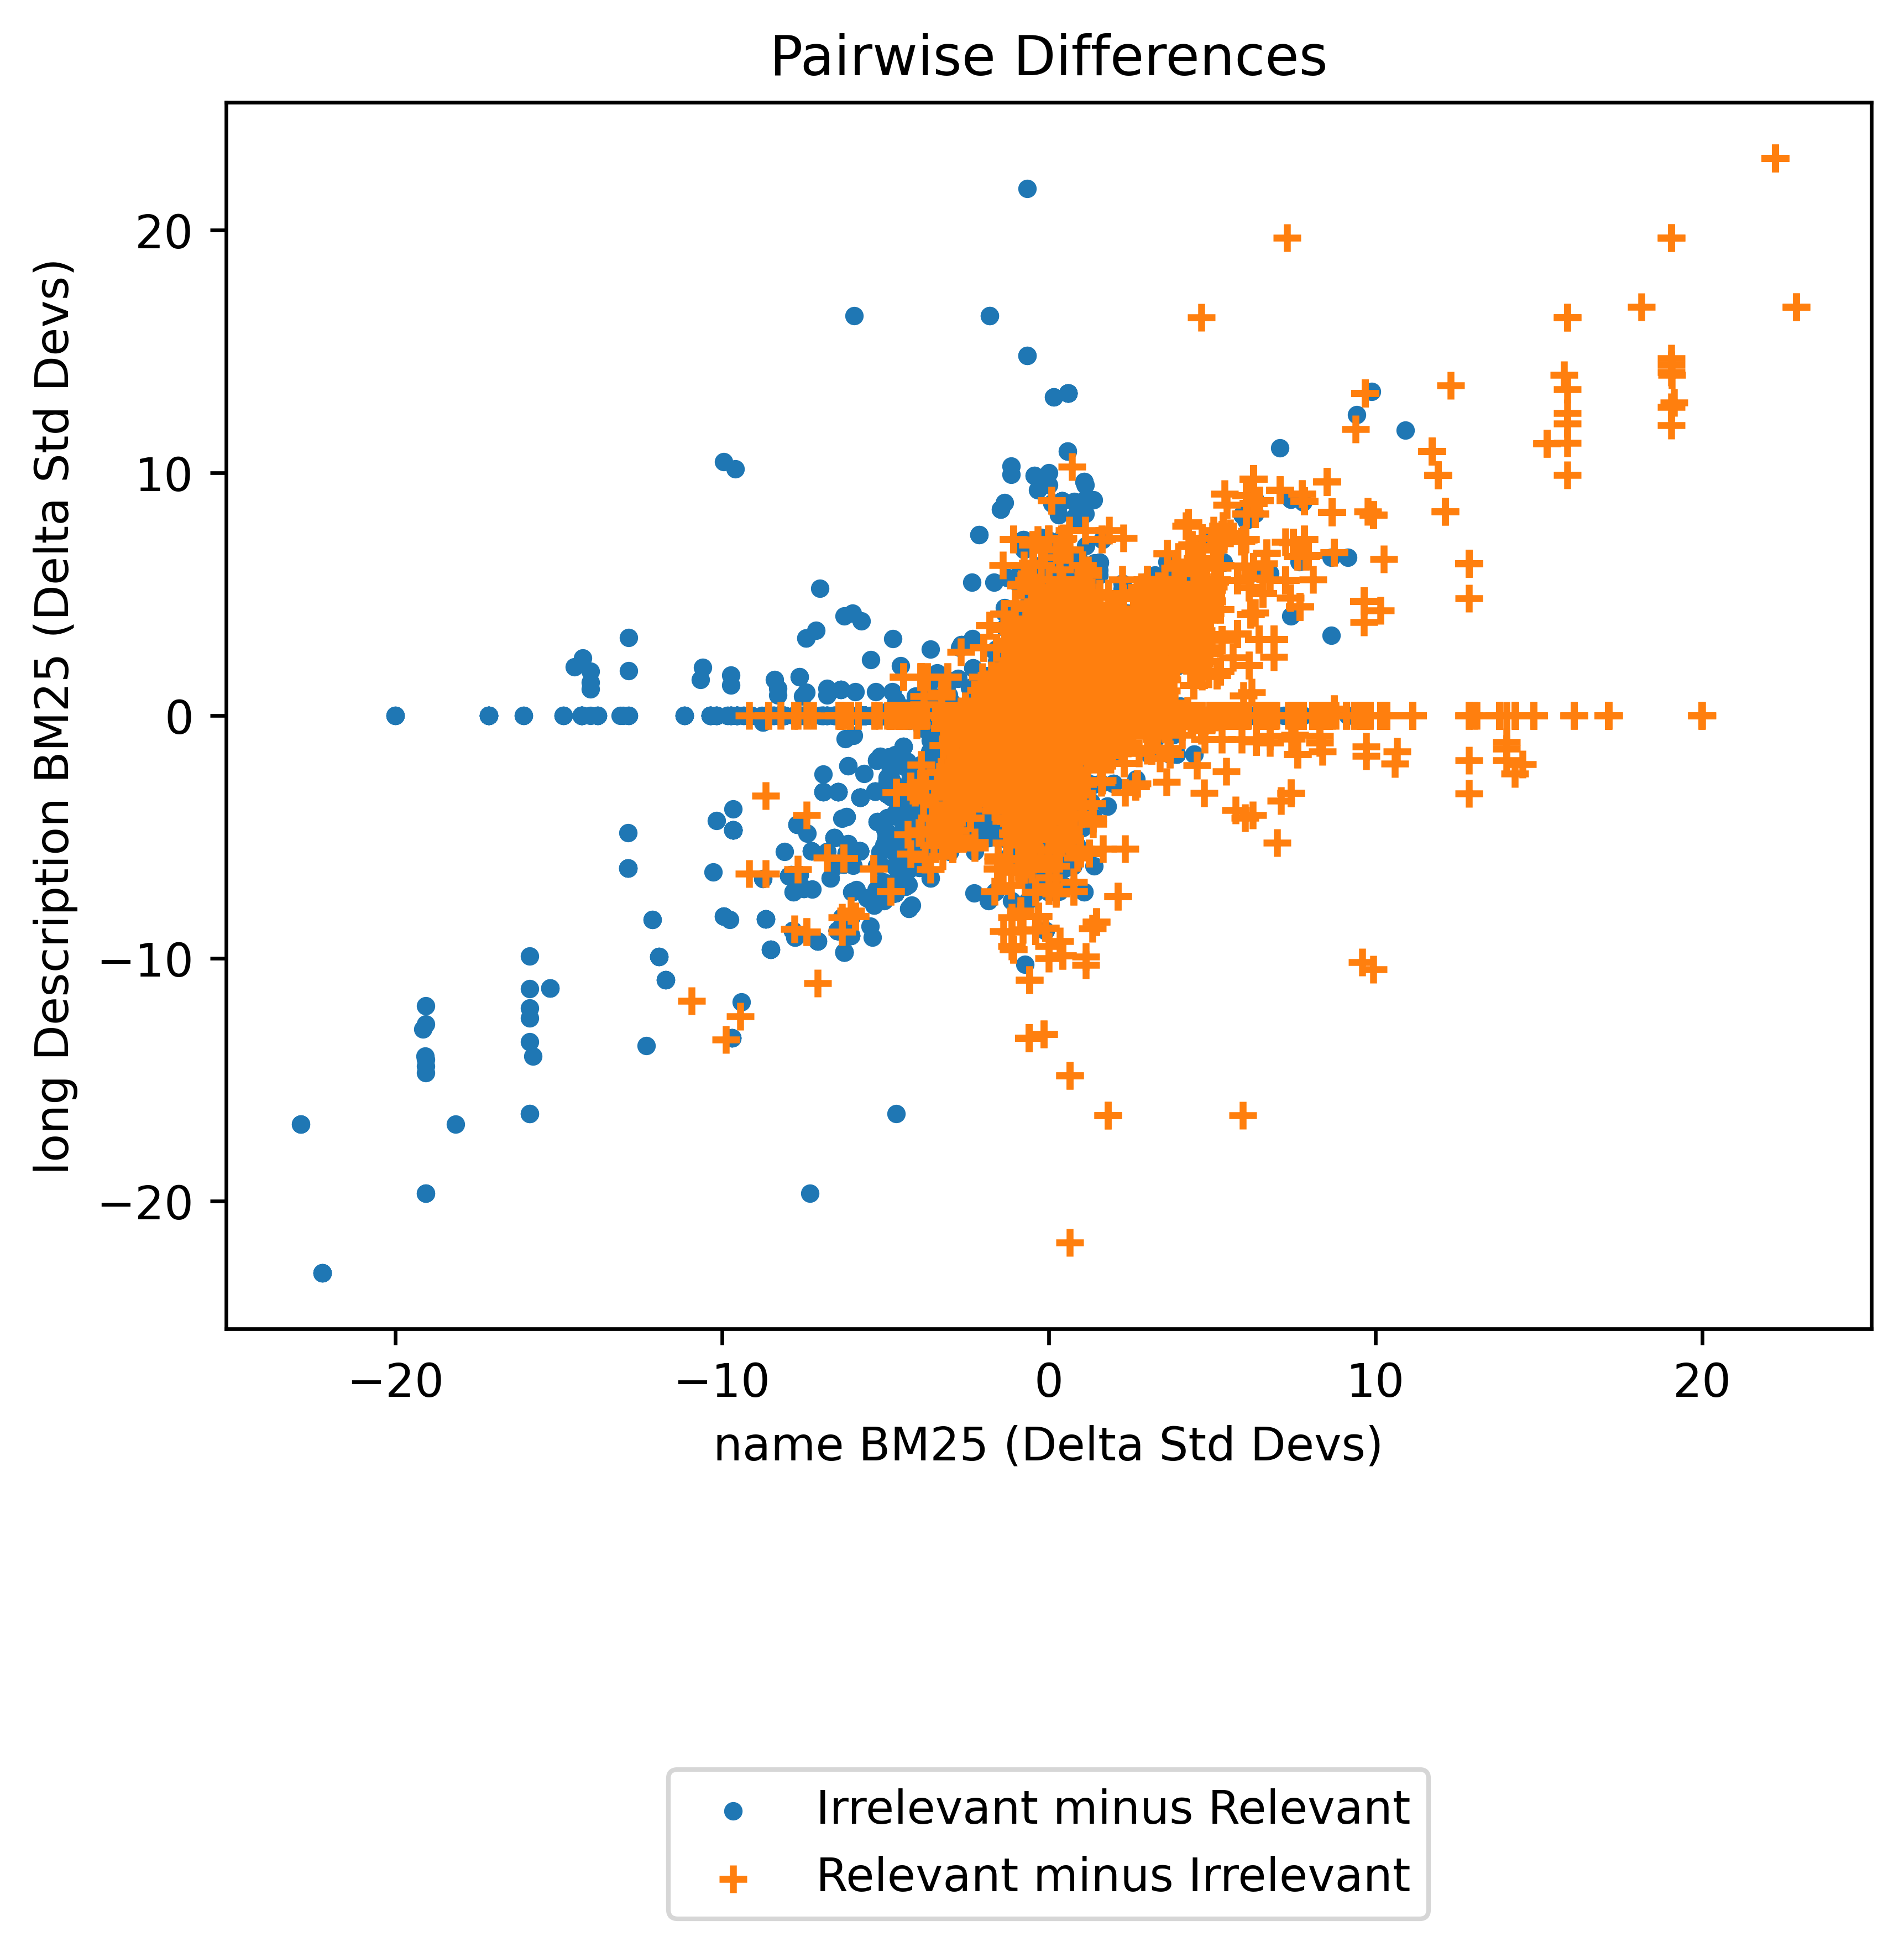 Pairwise Differences
long Description BM25 (Delta Std Devs)
20
10
0
−10
−20
−20
−10
0
10
20
name BM25 (Delta Std Devs)
Irrelevant minus Relevant
Relevant minus Irrelevant